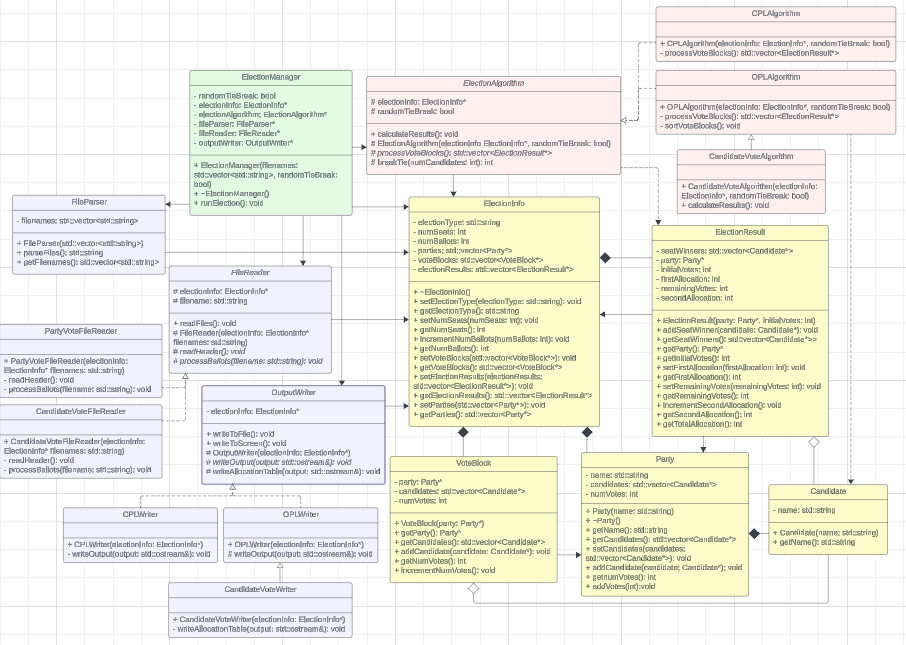 CPLAlgorithm
+ CPLAlgorithm(electionInfo: ElectionInfo*, randomTieBreak: bool)
- processVoteBlocks(): std::vector<ElectionResult*>
OPLAlgorithm
+ OPLAlgorithm(electionInfo: ElectionInfo*, randomTieBreak: bool)
- processVoteBlocks(): std::vector<ElectionResult*>
- sortVoteBlocks(): void
CandidateVoteAlgorithm
+ CandidateVoteAlgorithm(electionInfo:
ElectionInfo*, randomTieBreak: bool)
+ calculateResults(): void
ElectionManager
- randomTieBreak: bool
- electionInfo: ElectionInfo*
- electionAlgorithm: ElectionAlgorithm*
- fileParser: FileParser*
- fileReader: FileReader*
- outputWriter: OutputWriter*
+ ElectionManager(filenames:
std::vector<std::string>, randomTieBreak:
bool)
+ ~ElectionManager()
+ runElection(): void
ElectionAlgorithm
# electionInfo: ElectionInfo*
# randomTieBreak: bool
+ calculateResults(): void
# ElectionAlgorithm(electionInfo ElectionInfo*, randomTieBreak: bool)
# processVoteBlocks(): std::vector<ElectionResult*>
# breakTie(numCandidates: int): int
FileParser
- filenames: std::vector<std::string>
+ FileParser(std::vector<std::string>)
+ parseFiles(): std::string
+ getFilenames(): std::vector<std::string>
FileReader
# electionInfo: ElectionInfo*
# filename: std::string
+ readFiles(): void
# FileReader(electionInfo: ElectionInfo*
filenames: std::string)
# readHeader(): void
# processBallots(filename: std::string): void
PartyVoteFileReader
+ PartyVoteFileReader(electionInfo:
ElectionInfo* filenames: std::string)
- readHeader(): void
- processBallots(filename: std::string): void
CandidateVoteFileReader
+ CandidateVoteFileReader(electionInfo:
ElectionInfo* filenames: std::string)
- readHeader(): void
- processBallots(filename: std::string): void
OutputWriter
- electionInfo: ElectionInfo*
+ writeToFile(): void
+ writeToScreen(): void
# OutputWriter(electionInfo: ElectionInfo*)
# writeOutput(output: std::ostream&): void
# writeAllocationTable(output: std::ostream&): void
CPLWriter
+ CPLWriter(electionInfo: ElectionInfo*)
- writeOutput(output: std::ostream&): void
OPLWriter
+ OPLWriter(electionInfo: ElectionInfo*)
# writeOutput(output: std::ostream&): void
CandidateVoteWriter
+ CandidateVoteWriter(electionInfo: ElectionInfo*)
- writeAllocationTable(output: std::ostream&): void
ElectionInfo
- electionType: std::string
- numSeats: int
- numBallots: int
- parties: std::vector<Party*>
- voteBlocks: std::vector<VoteBlock*>
- electionResults: std::vector<ElectionResult*>
+ ~ElectionInfo()
+ setElectionType(electionType: std::string): void
+ getElectionType(): std::string
+ setNumSeats(numSeats: int): void
+ getNumSeats(): int
+ incrementNumBallots(numBallots: int): void
+ getNumBallots(): int
+ setVoteBlocks(std::vector<VoteBlock*>): void
+ getVoteBlocks(): std::vector<VoteBlock*>
+ setElectionResults(electionResults:
std::vector<ElectionResult*>): void
+ getElectionResults(): std::vector<ElectionResult*>
+ setParties(std::vector<Party*>): void
+ getParties(): std::vector<Party*>
ElectionResult
- seatWinners: std::vector<Candidate*>
- party: Party*
- initialVotes: int
- firstAllocation: int
- remainingVotes: int
- secondAllocation: int
+ ElectionResult(party: Party*, initialVotes: int)
+ addSeatWinner(candidate: Candidate*): void
+ getSeatWinners(): std::vector<Candidate*>
+ getParty(): Party*
+ getInitialVotes(): int
+ setFirstAllocation(firstAllocation: int): void
+ getFirstAllocation(): int
+ setRemainingVotes(remainingVotes: int): void
+ getRemainingVotes(): int
+ incrementSecondAllocation(): void
+ getSecondAllocation(): int
+ getTotalAllocation(): int
VoteBlock
- party: Party*
- candidates: std::vector<Candidate*>
- numVotes: int
+ VoteBlock(party: Party*)
+ getParty(): Party*
+ getCandidates(): std::vector<Candidate*>
+ addCandidate(candidate: Candidate*): void
+ getNumVotes(): int
+ incrementNumVotes(): void
Party
- name: std::string
- candidates: std::vector<Candidate*>
- numVotes: int
+ Party(name: std::string)
+ ~Party()
+ getName(): std::string
+ getCandidates(): std::vector<Candidate*>
+ setCandidates(candidates:
std::vector<Candidate*>): void
+ addCandidate(candidate: Candidate*): void
+ getnumVotes(): int
+ addVotes(int):void
Candidate
- name: std::string
+ Candidate(name: std::string)
+ getName(): std::string